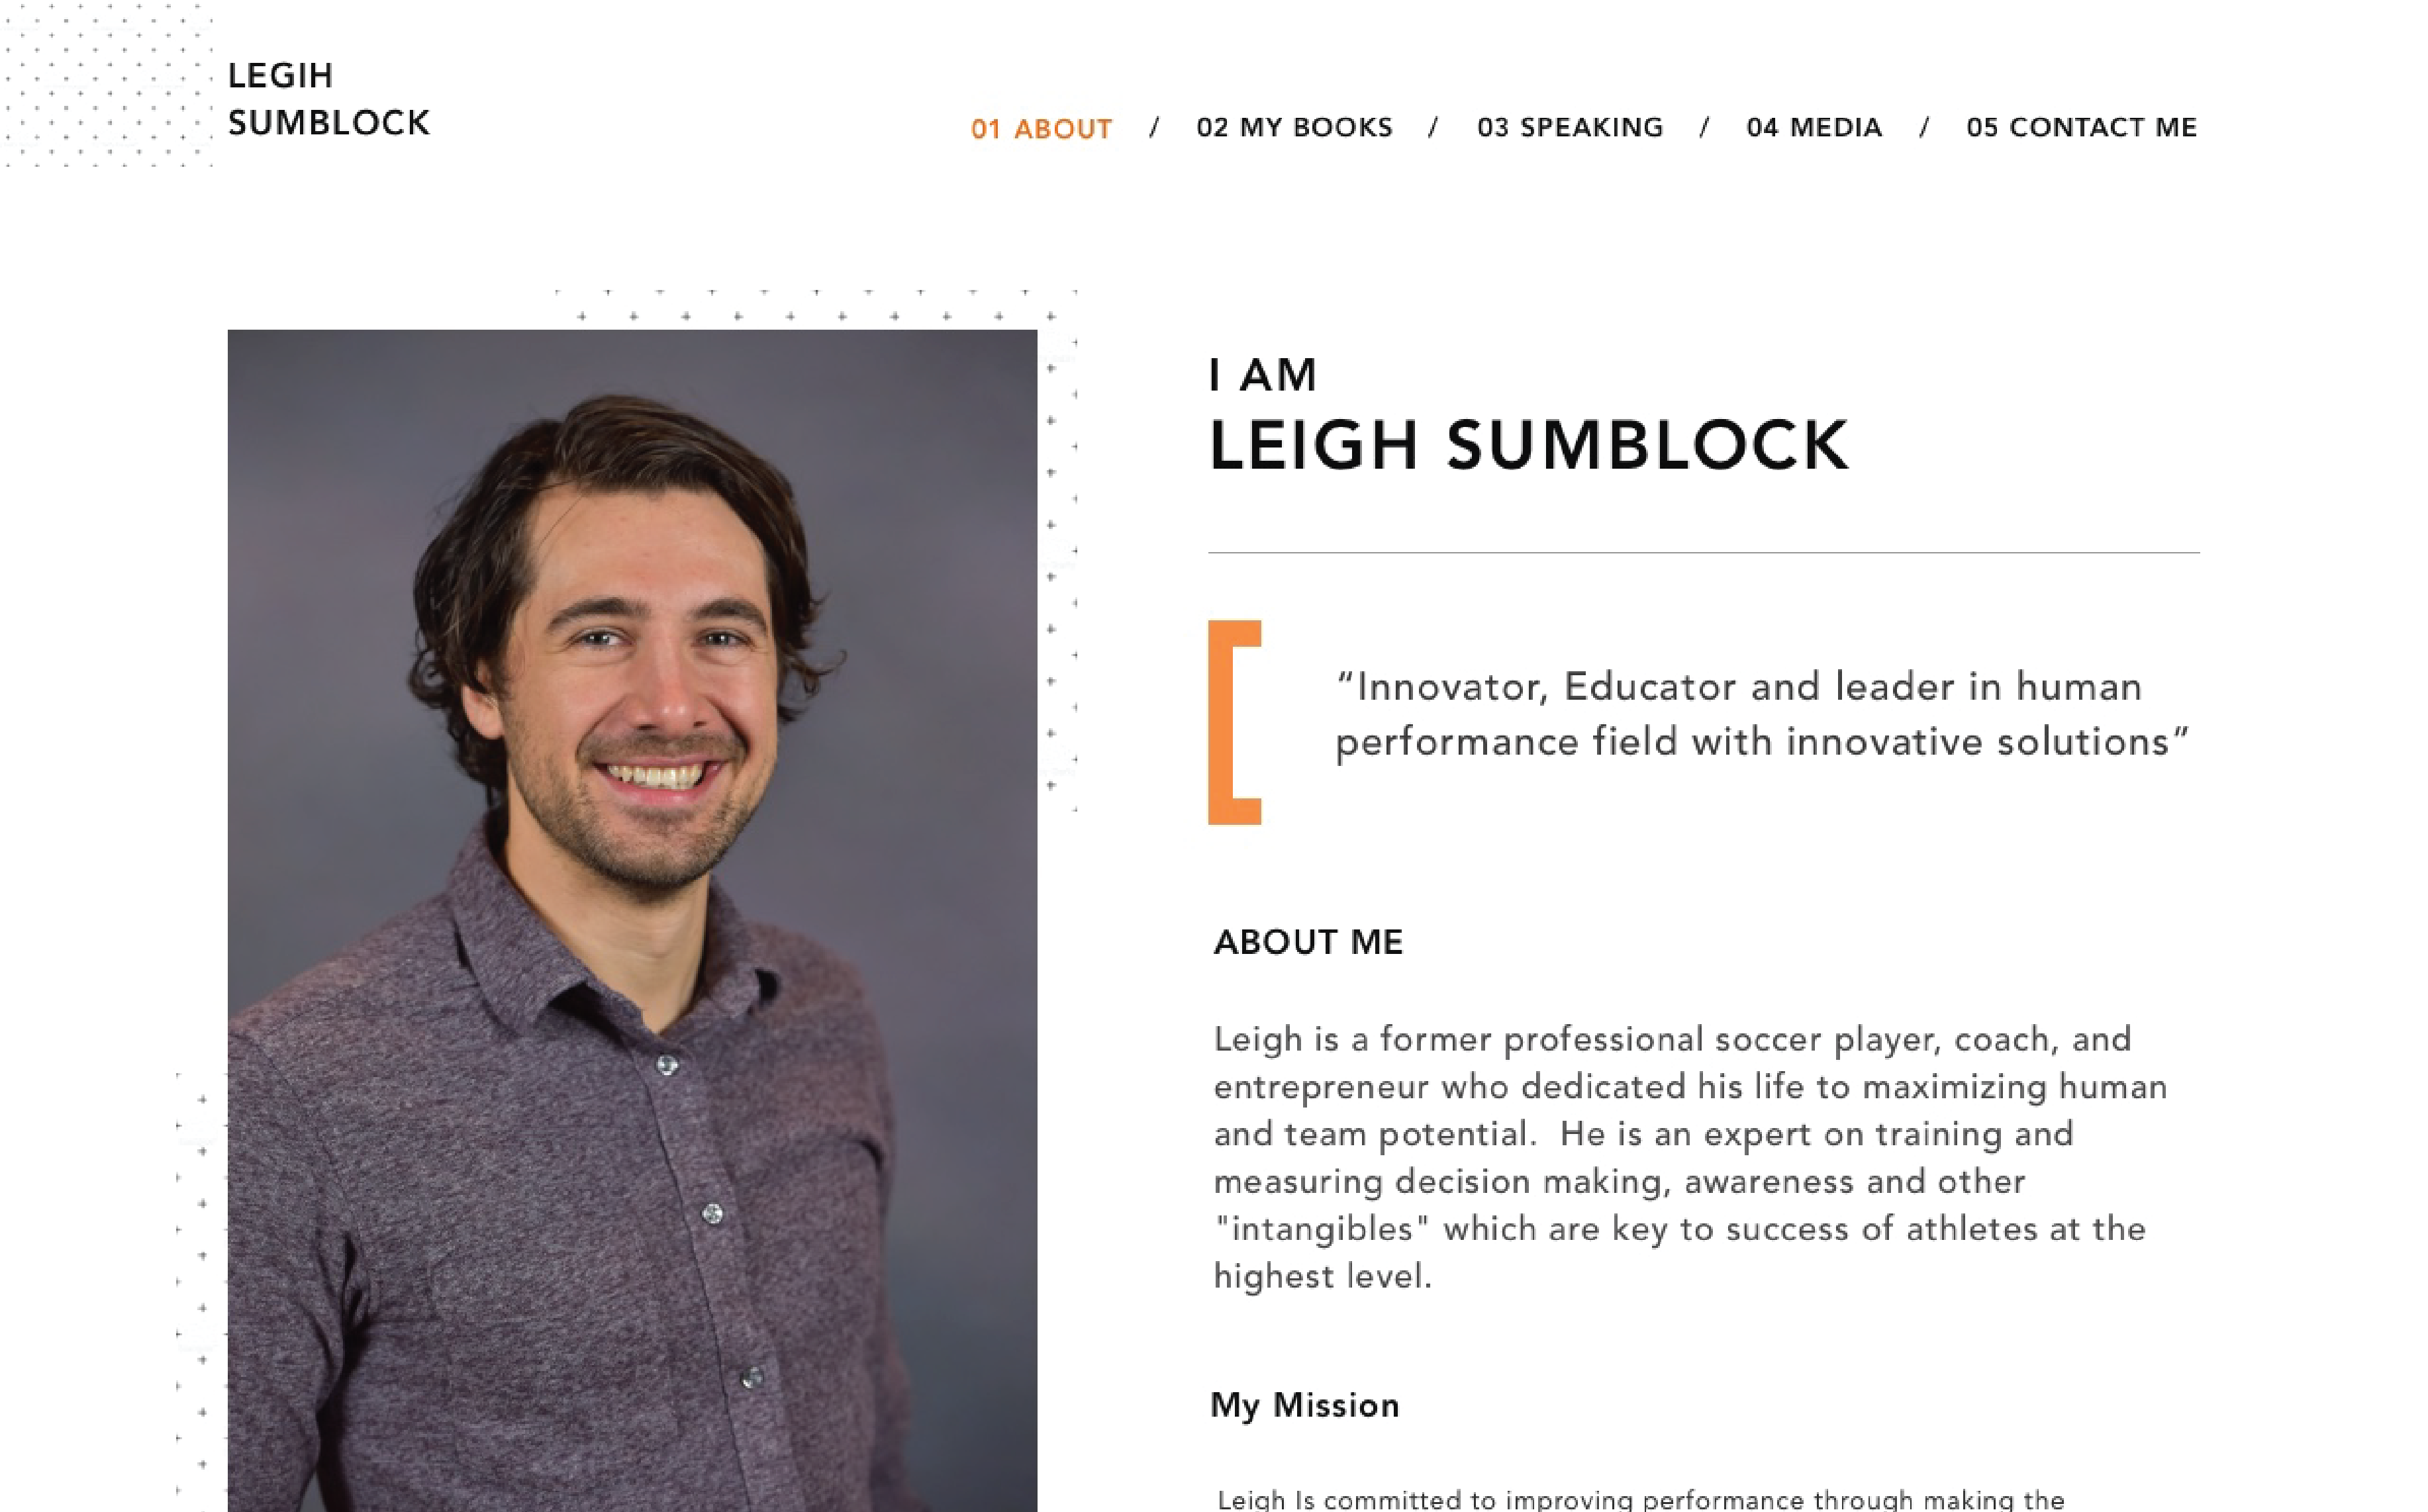 LEGIH
SUMBLOCK
01 ABOUT / 02 MY BOOKS / 03 SPEAKING / 04 MEDIA / 05 CONTACT ME
I AM
LEIGH SUMBLOCK
“Innovator, Educator and leader in human
performance field with innovative solutions”
ABOUT ME
Leigh is a former professional soccer player, coach, and
entrepreneur who dedicated his life to maximizing human
and team potential.  He is an expert on training and
measuring decision making, awareness and other
"intangibles" which are key to success of athletes at the
highest level.
My Mission
Leigh Is committed to improving performance through making the